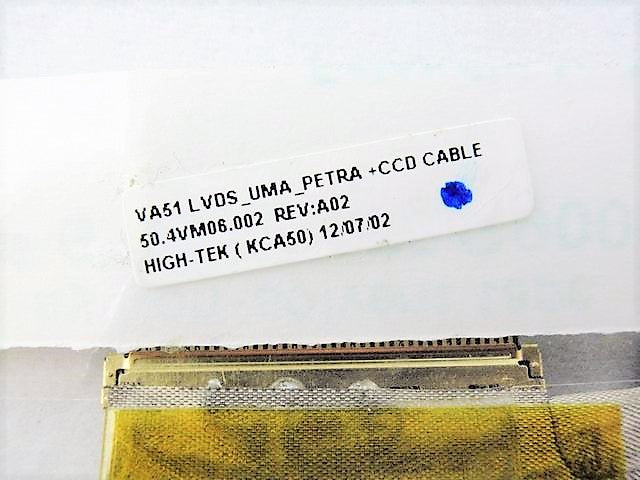 VA51 LVDS_UMA_PETRA +CCD CABLE
50.4VM06.002 REV:A02
HIGH-TEK ( KCA50) 12/07/02